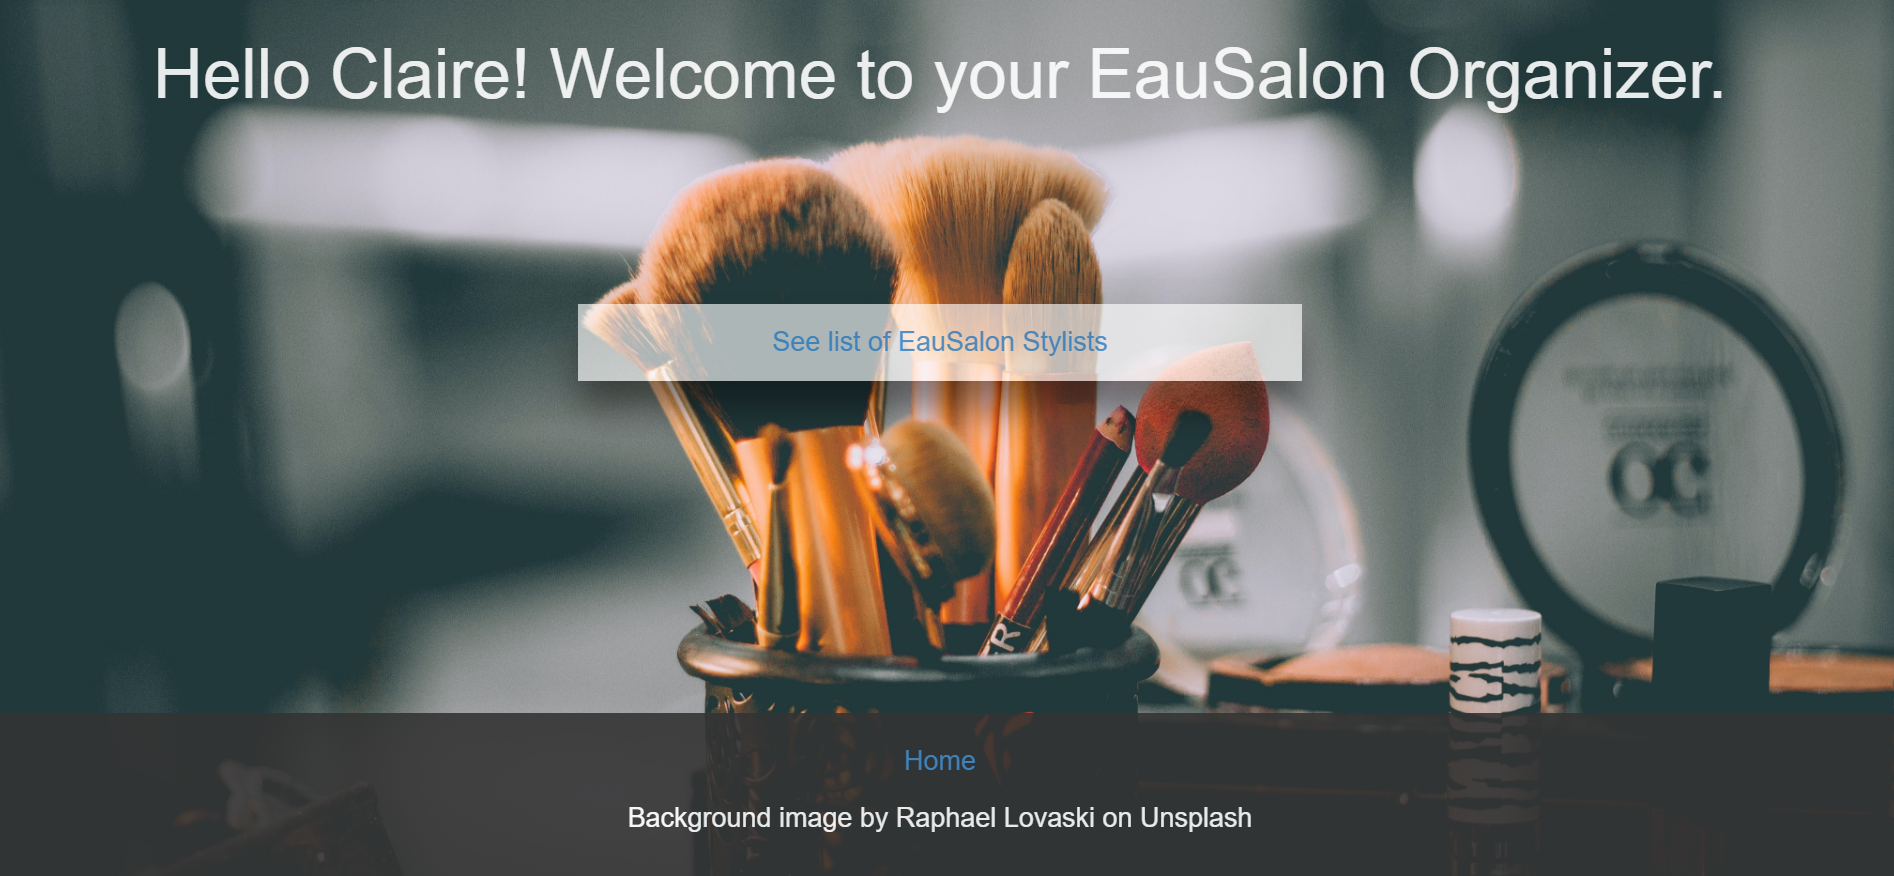 Hello Claire! Welcome to your EauSalon Organizer.
See list of EauSalon Stylists
Home
Background image by Raphael Lovaski on Unsplash